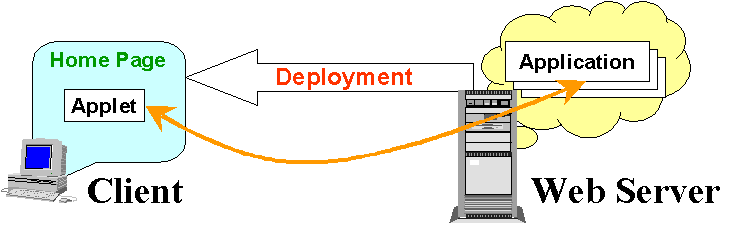 Home Page
Applet
Deployment
Application
Client
Web Server